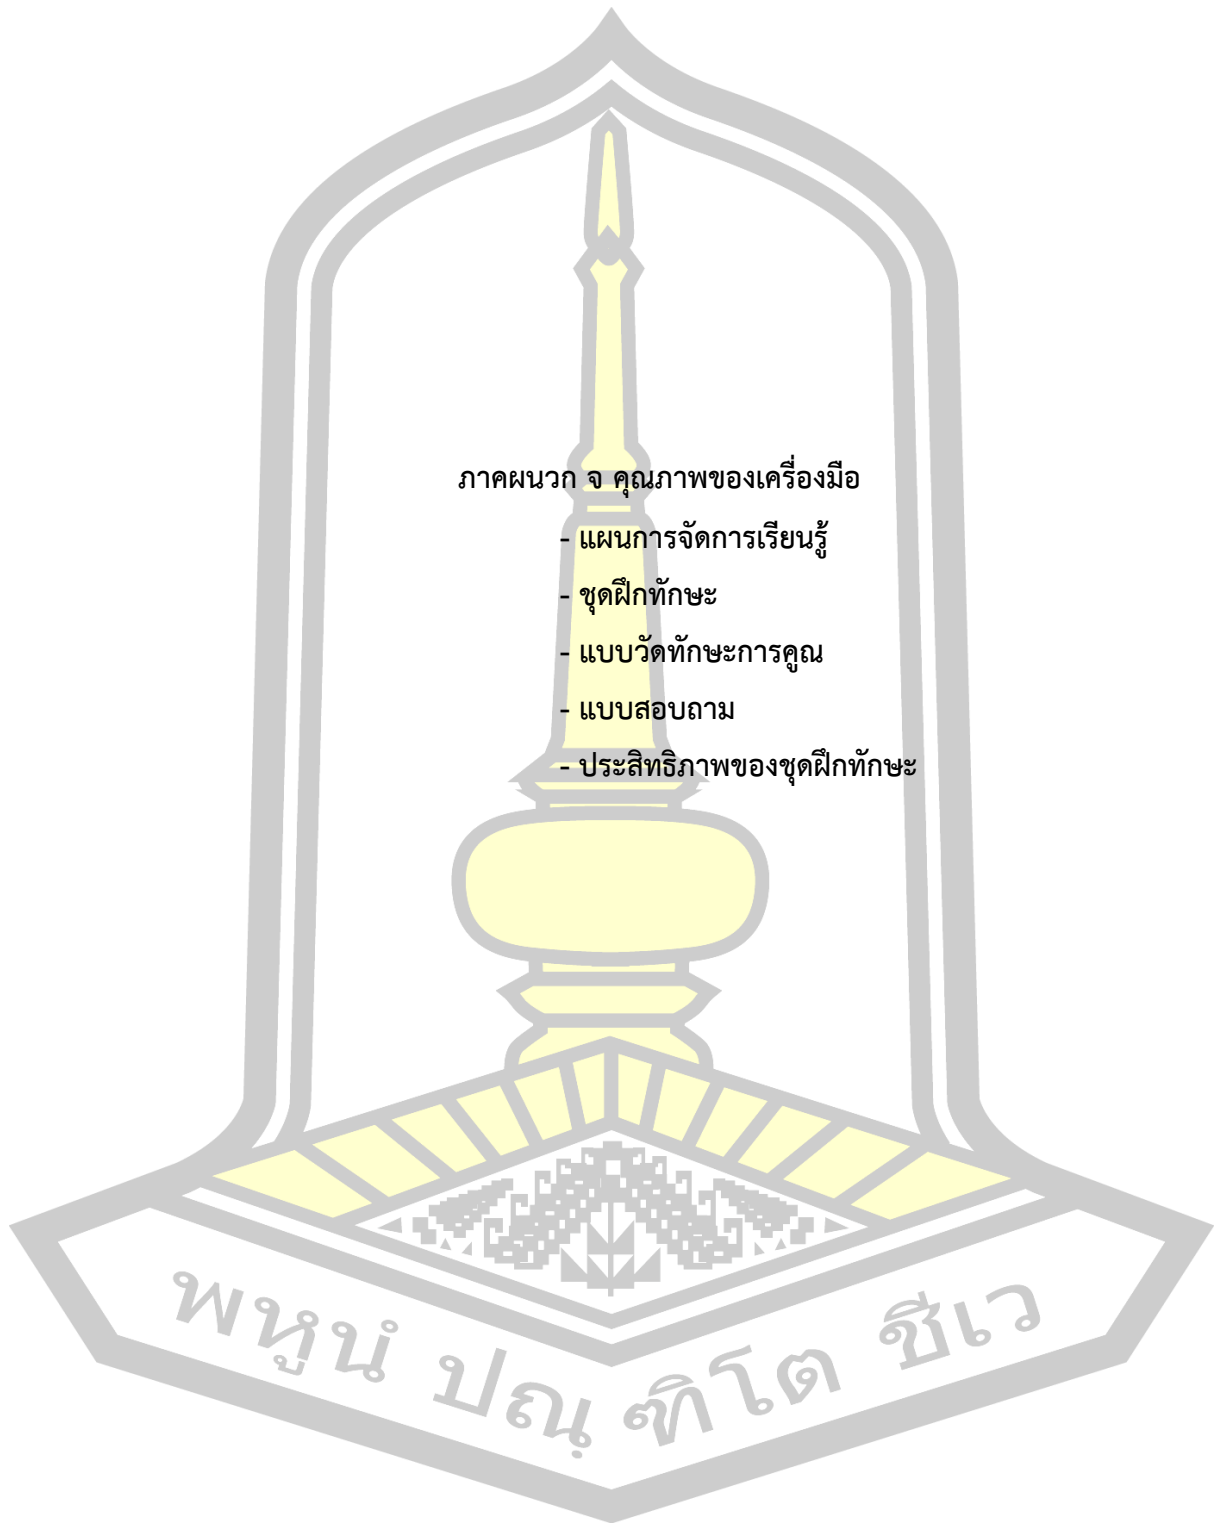 ภาคผนวก จ คุณภาพของเครื่องมือ
- แผนการจัดการเรียนรู้
- ชุดฝึกทักษะ
- แบบวัดทักษะการคูณ
- แบบสอบถาม
- ประสิทธิภาพของชุดฝึกทักษะ
พหูนํ ปณฺฑิโต ชีเว